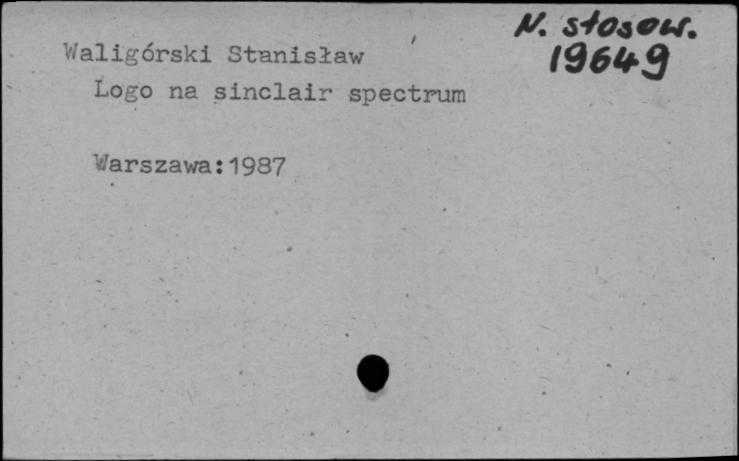 N. stosow.
19649
Waligórski Stanisław
Logo na sinclair spectrum
Warszawa:1987